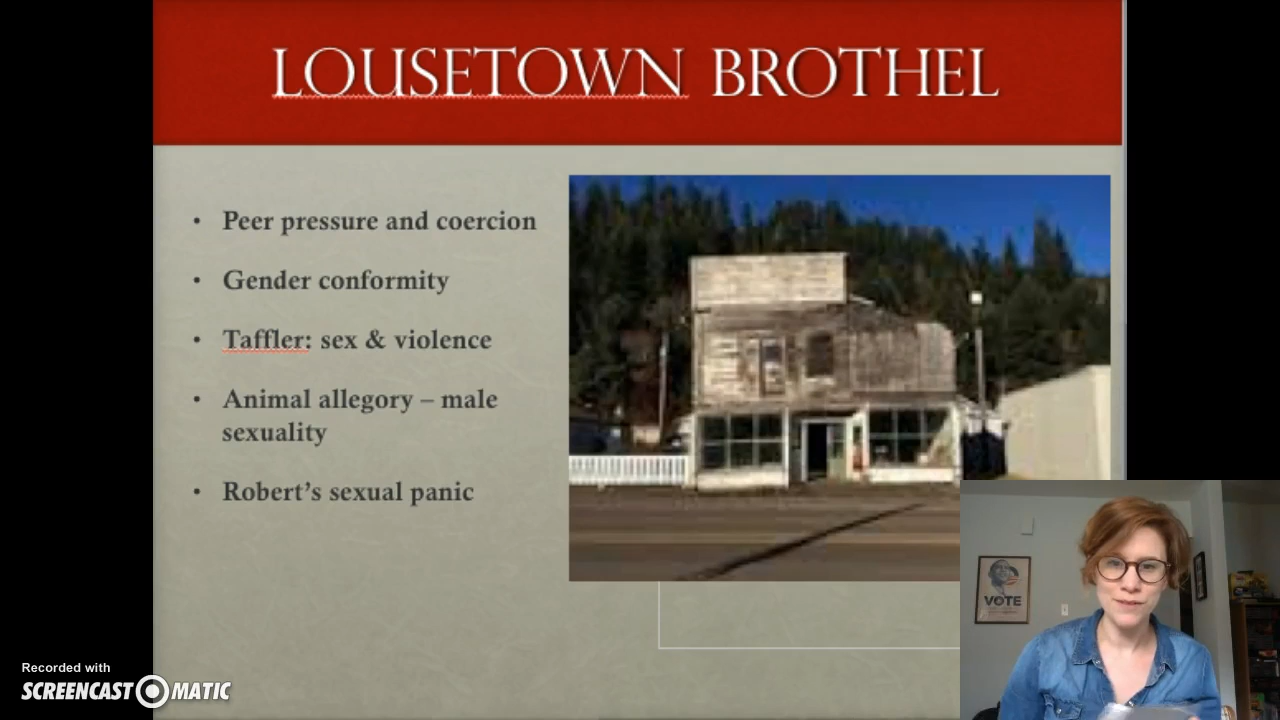 LOUSETOWN BROTHEL
• Peer pressure and coercion
• Gender conformity
• Taffler: sex & violence
• Animal allegory – male
sexuality
• Robert’s sexual panic
VOTE
Recorded with
SCREENCAST O MATIC